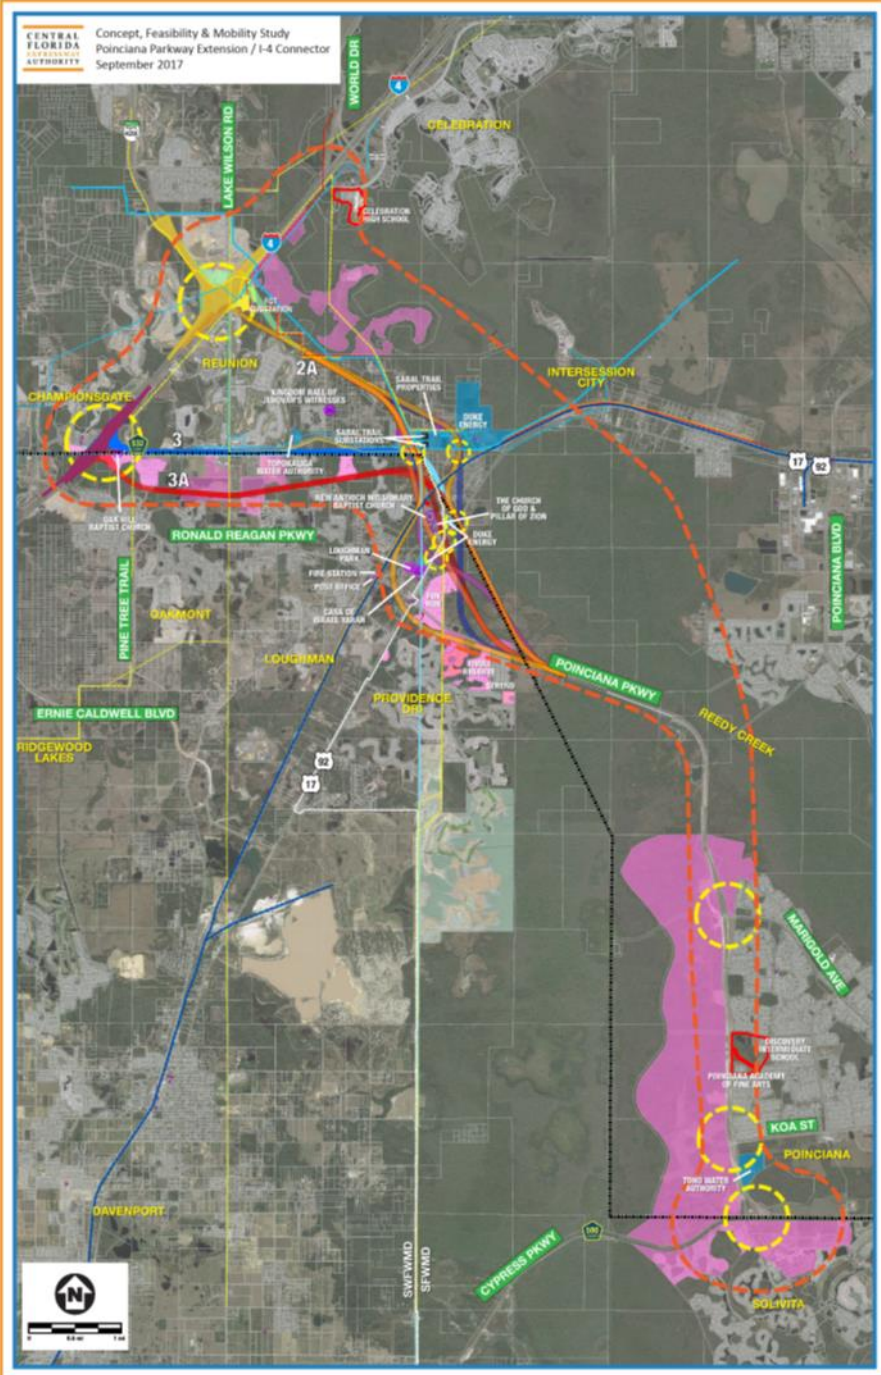 CENTRAL
FLORIDA
EXPRESSWAY
AUTHORITY
Concept, Feasibility & Mobility Study
Poinciana Parkway Extension / I-4 Connector
September 2017
WORLD DR
4
CELEBRATION
LAKE WILSON RD
CELEBRATION
HIGH SCHOOL
4
REUNION
2A
INTERSESSION
CITY
CHAMPIONSGATE
KINGDOM HALL OF
JEHOVAH'S WITNESSES
SABAL TRAIL
PROPERTIES
DUKE
ENERGY
SABAL TRAIL
SUBSTATIONS
532
3
TOHOPEKALIGA
WATER AUTHORITY
17
92
3A
OAK HILL
BAPTIST CHURCH
NEW ANTIOCH MISSIONARY
BAPTIST CHURCH
THE CHURCH
OF GOD &
PILLAR OF ZION
RONALD REAGAN PKWY
DUKE
ENERGY
LOUGHMAN
PARK
FIRE STATION
POST OFFICE
PINE TREE TRAIL
POINCIANA BLVD
OAKMONT
LOUGHMAN
POINCIANA PKWY
PROVIDENCE
DRI
ERNIE CALDWELL BLVD
REEDY CREEK
RIDGEWOOD
LAKES
92
17
MARIGOLD AVE
DISCOVERY
INTERMEDIATE
SCHOOL
POINCIANA ACADEMY
OF FINE ARTS
KOA ST
POINCIANA
TOHO WATER
AUTHORITY
DAVENPORT
SWFWMD
SFWMD
CYPRESS PKWY
580
SOLIVITA
N